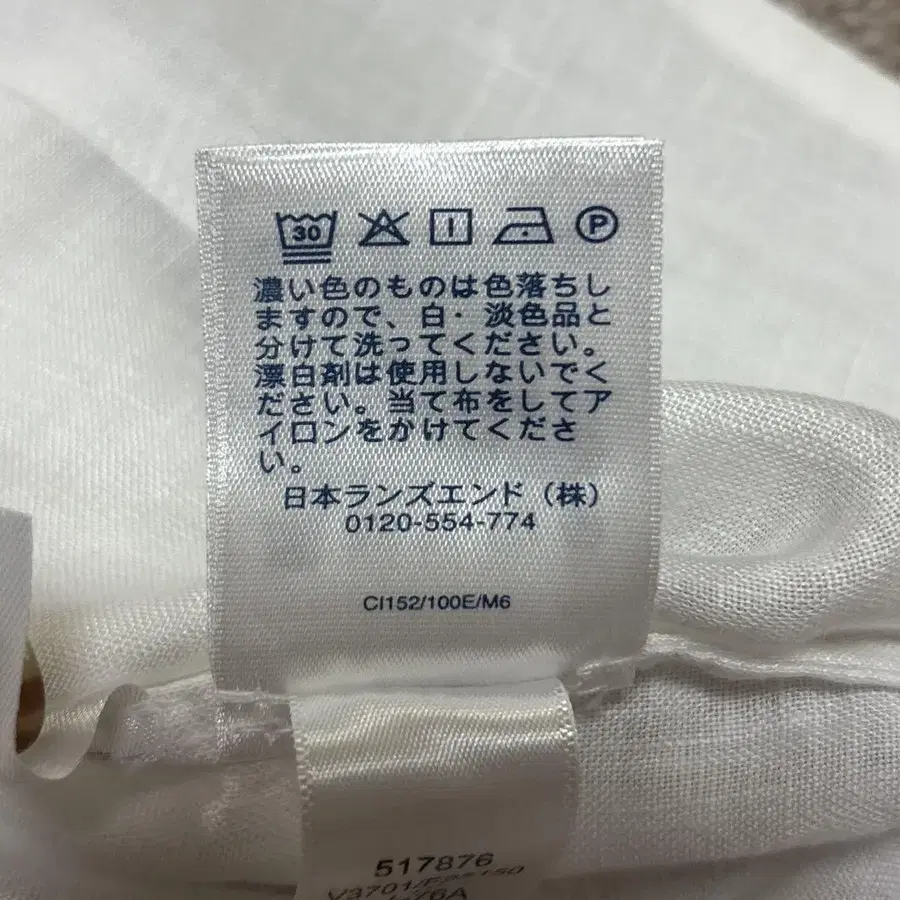 30 P
濃い色のものは色落ちし
ますので、白・淡色品と
分けて洗ってください。
漂白剤は使用しないでく
ださい。当て布をしてア
イロンをかけてくださ
い。
日本ランズエンド(株)
0120-554-774
CI152/100E/M6
517876